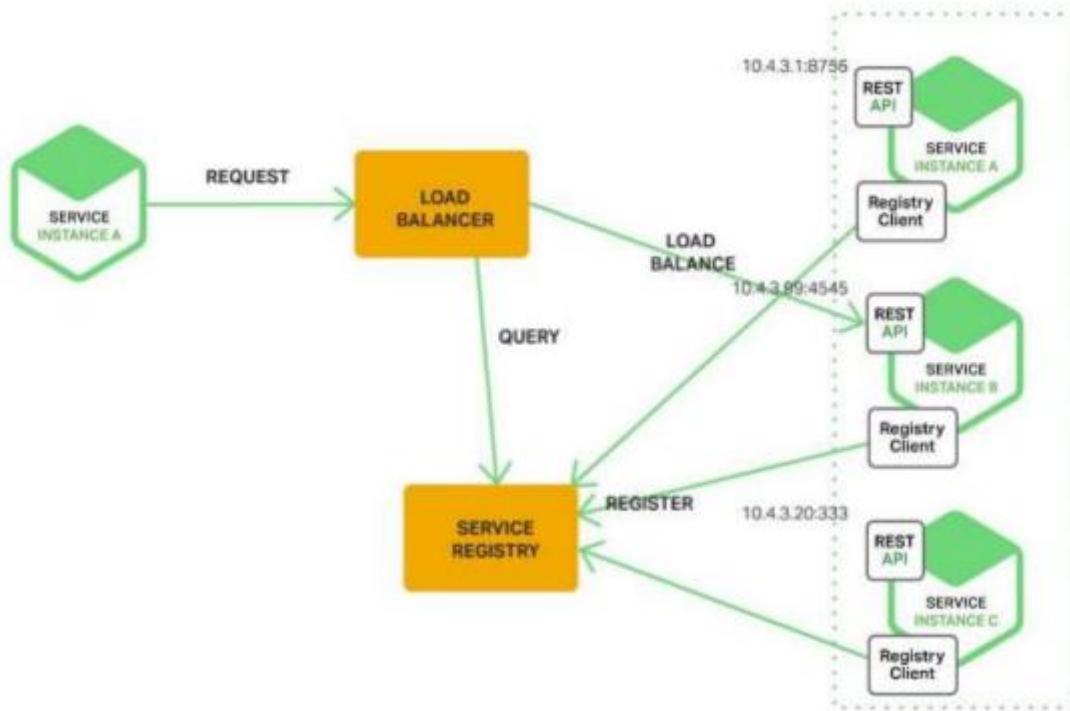 SERVICE
INSTANCE A
REQUEST
LOAD
BALANCER
LOAD
BALANCE
QUERY
SERVICE
REGISTRY
REGISTER
10.4.3.1:8756
REST
API
SERVICE
INSTANCE A
Registry
Client
10.4.3.99:4545
REST
API
SERVICE
INSTANCE B
Registry
Client
10.4.3.20:333
REST
API
SERVICE
INSTANCE C
Registry
Client